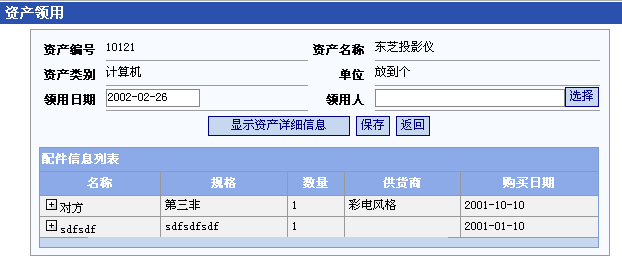 资产领用
资产编号 10121 资产名称 东芝投影仪
资产类别 计算机 单位 放到个
领用日期 2002-02-26 领用人 选择
显示资产详细信息 保存 返回
配件信息列表
名称 规格 数量 供货商 购买日期
对方 第三非 1 彩电风格 2001-10-10
sdfsdf sdfsdfsdf 1 2001-01-10